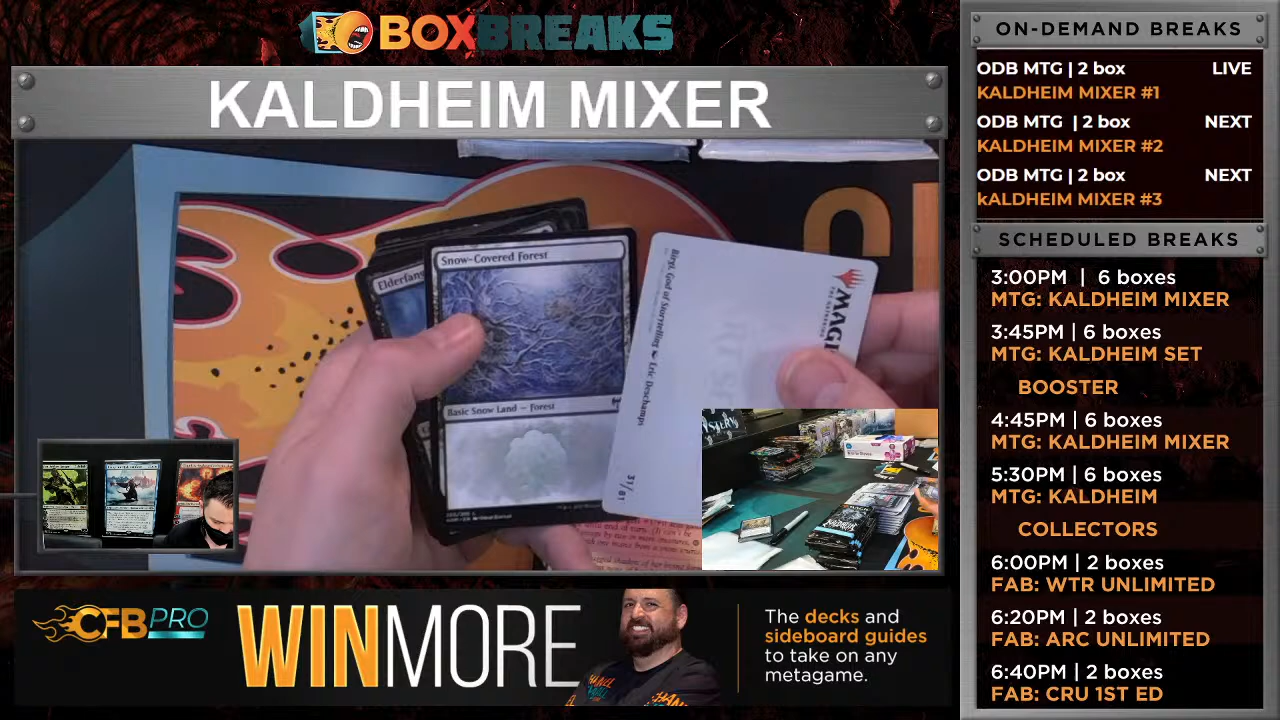 BOXBREAKS
KALDHEIM MIXER
Snow-Covered Forest
Elderfang
Basic Snow Land – Forest
Birgi, God of Storytelling
Eric Deschamps
31/81
MAGI
CFBPRO
WINMORE
The decks and
sideboard guides
to take on any
metagame.
ON-DEMAND BREAKS
ODB MTG | 2 box LIVE
KALDHEIM MIXER #1
ODB MTG | 2 box NEXT
KALDHEIM MIXER #2
ODB MTG | 2 box NEXT
kALDHEIM MIXER #3
SCHEDULED BREAKS
3:00PM | 6 boxes
MTG: KALDHEIM MIXER
3:45PM | 6 boxes
MTG: KALDHEIM SET
BOOSTER
4:45PM | 6 boxes
MTG: KALDHEIM MIXER
5:30PM | 6 boxes
MTG: KALDHEIM
COLLECTORS
6:00PM | 2 boxes
FAB: WTR UNLIMITED
6:20PM | 2 boxes
FAB: ARC UNLIMITED
6:40PM | 2 boxes
FAB: CRU 1ST ED